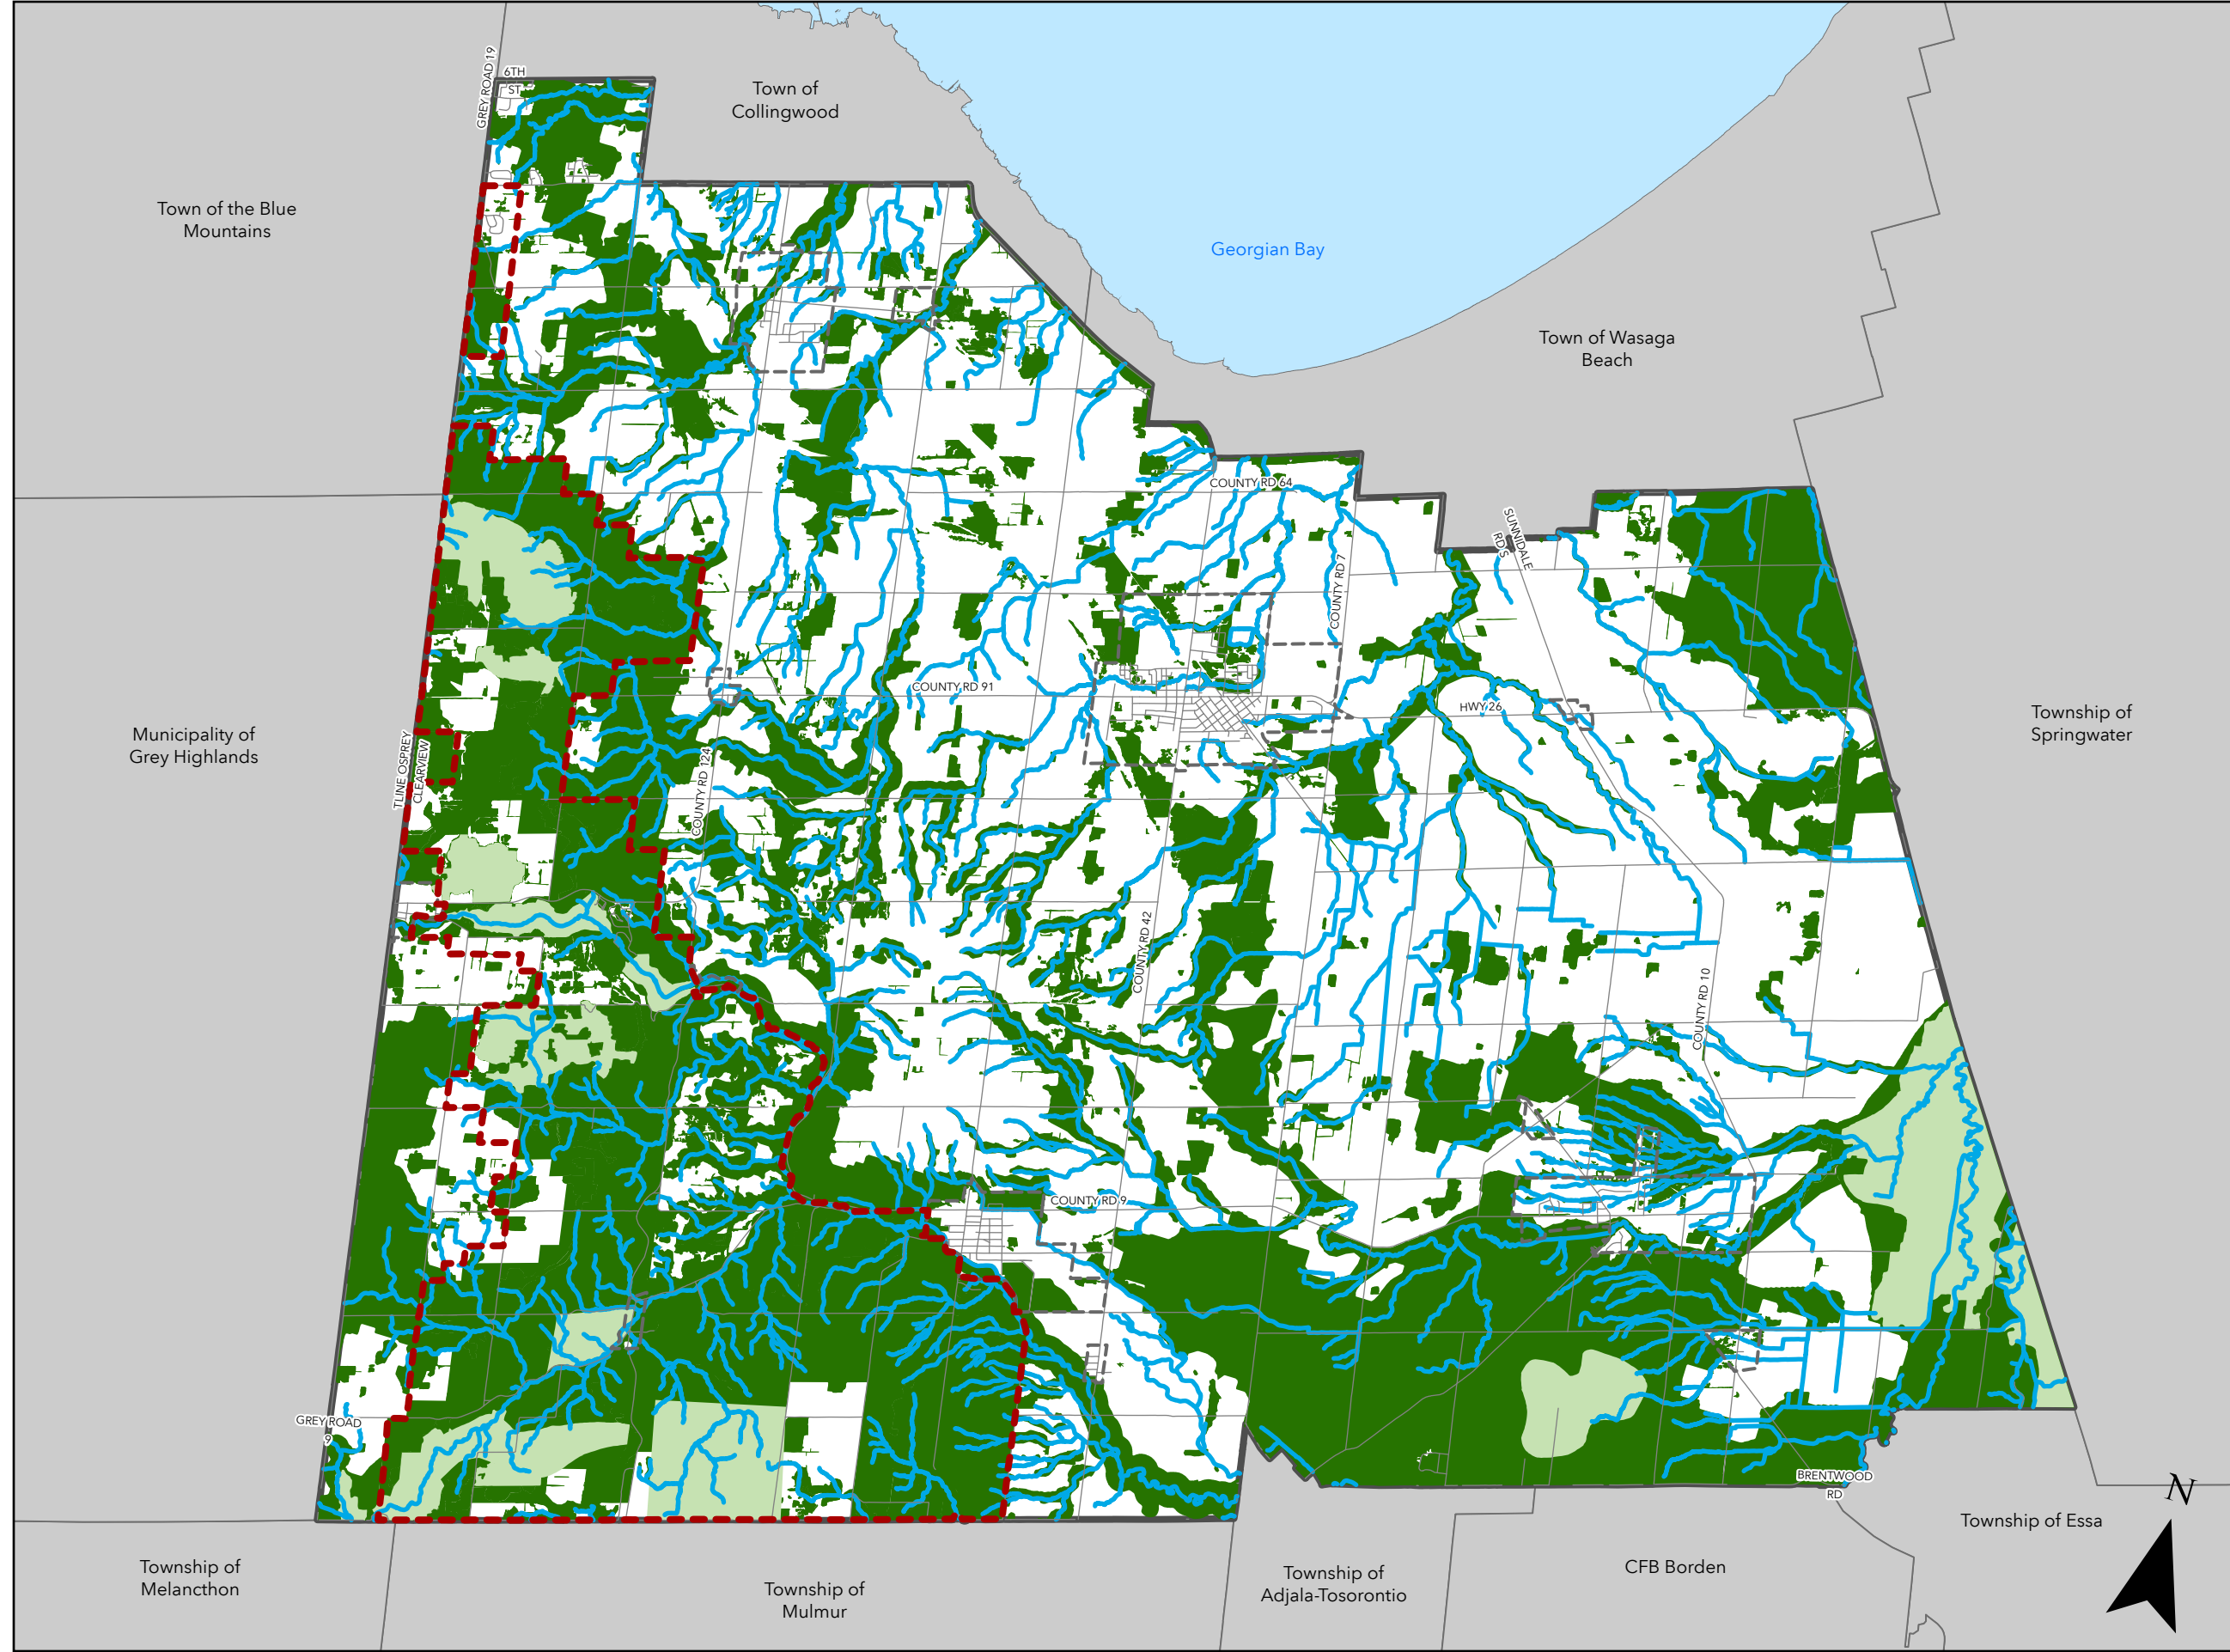 GREY ROAD 19
6TH
ST
Town of
Collingwood
Town of the Blue
Mountains
Georgian Bay
Town of Wasaga
Beach
COUNTY RD 64
SUNNIDALE
RD S
COUNTY RD 7
COUNTY RD 91
HWY 26
Township of
Springwater
Municipality of
Grey Highlands
TLINE OSPREY
CLEARVIEW
COUNTY RD 124
COUNTY RD 42
COUNTY RD 10
COUNTY RD 9
GREY ROAD
9
BRENTWOOD
RD
N
Township of Essa
Township of
Melancthon
Township of
Mulmur
Township of
Adjala-Tosorontio
CFB Borden